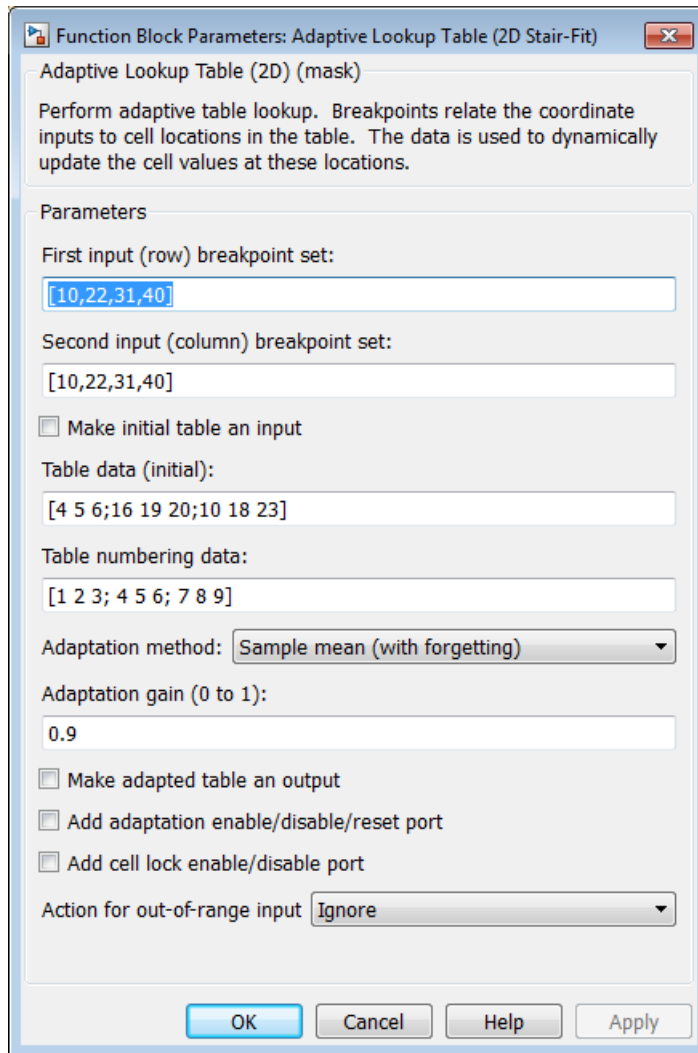 Function Block Parameters: Adaptive Lookup Table (2D Stair-Fit)
Adaptive Lookup Table (2D) (mask)
Perform adaptive table lookup.  Breakpoints relate the coordinate
inputs to cell locations in the table.  The data is used to dynamically
update the cell values at these locations.
Parameters
First input (row) breakpoint set:
[10,22,31,40]
Second input (column) breakpoint set:
[10,22,31,40]
Make initial table an input
Table data (initial):
[4 5 6;16 19 20;10 18 23]
Table numbering data:
[1 2 3; 4 5 6; 7 8 9]
Adaptation method: Sample mean (with forgetting)
Adaptation gain (0 to 1):
0.9
Make adapted table an output
Add adaptation enable/disable/reset port
Add cell lock enable/disable port
Action for out-of-range input Ignore
OK Cancel Help Apply